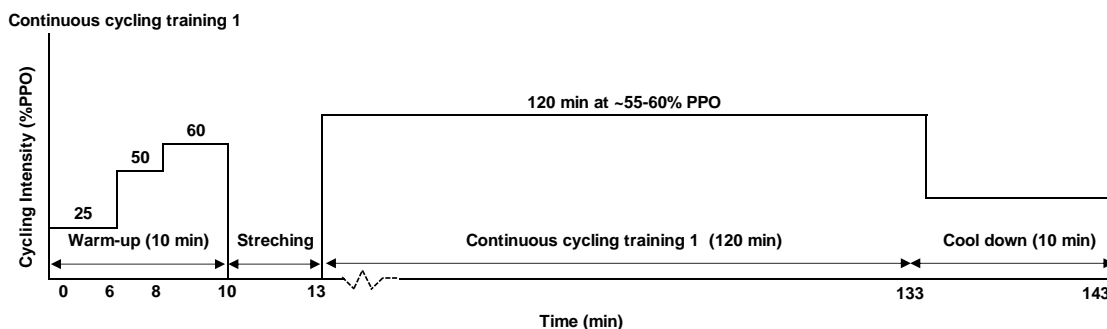 Continuous cycling training 1
Cycling Intensity (%PPO)
120 min at ~55-60% PPO
60
50
25
Warm-up (10 min)
Streching
Continuous cycling training 1 (120 min)
Cool down (10 min)
0 6 8 10 13 133 143
Time (min)